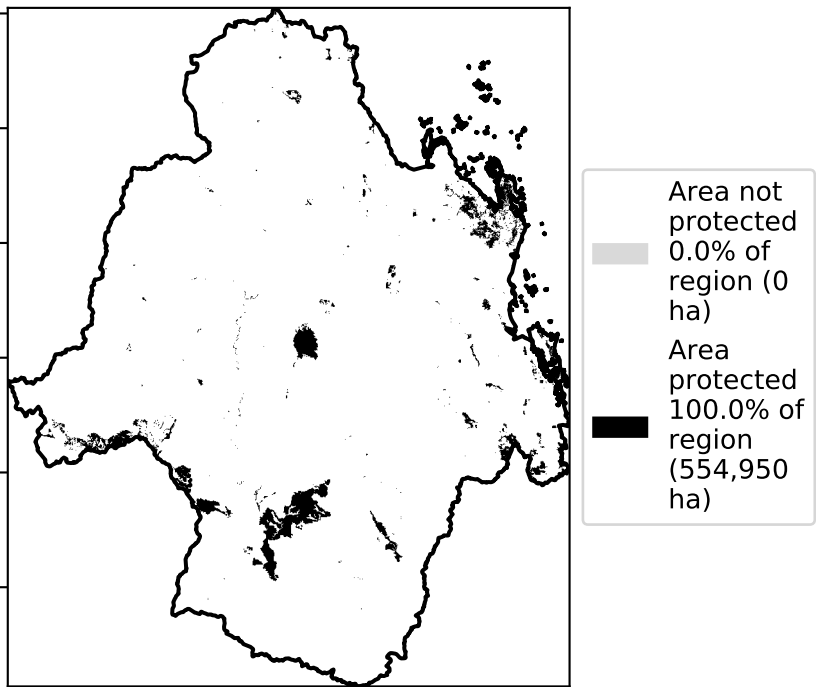 Area not
protected
0.0% of
region (0
ha)
Area
protected
100.0% of
region
(554,950
ha)